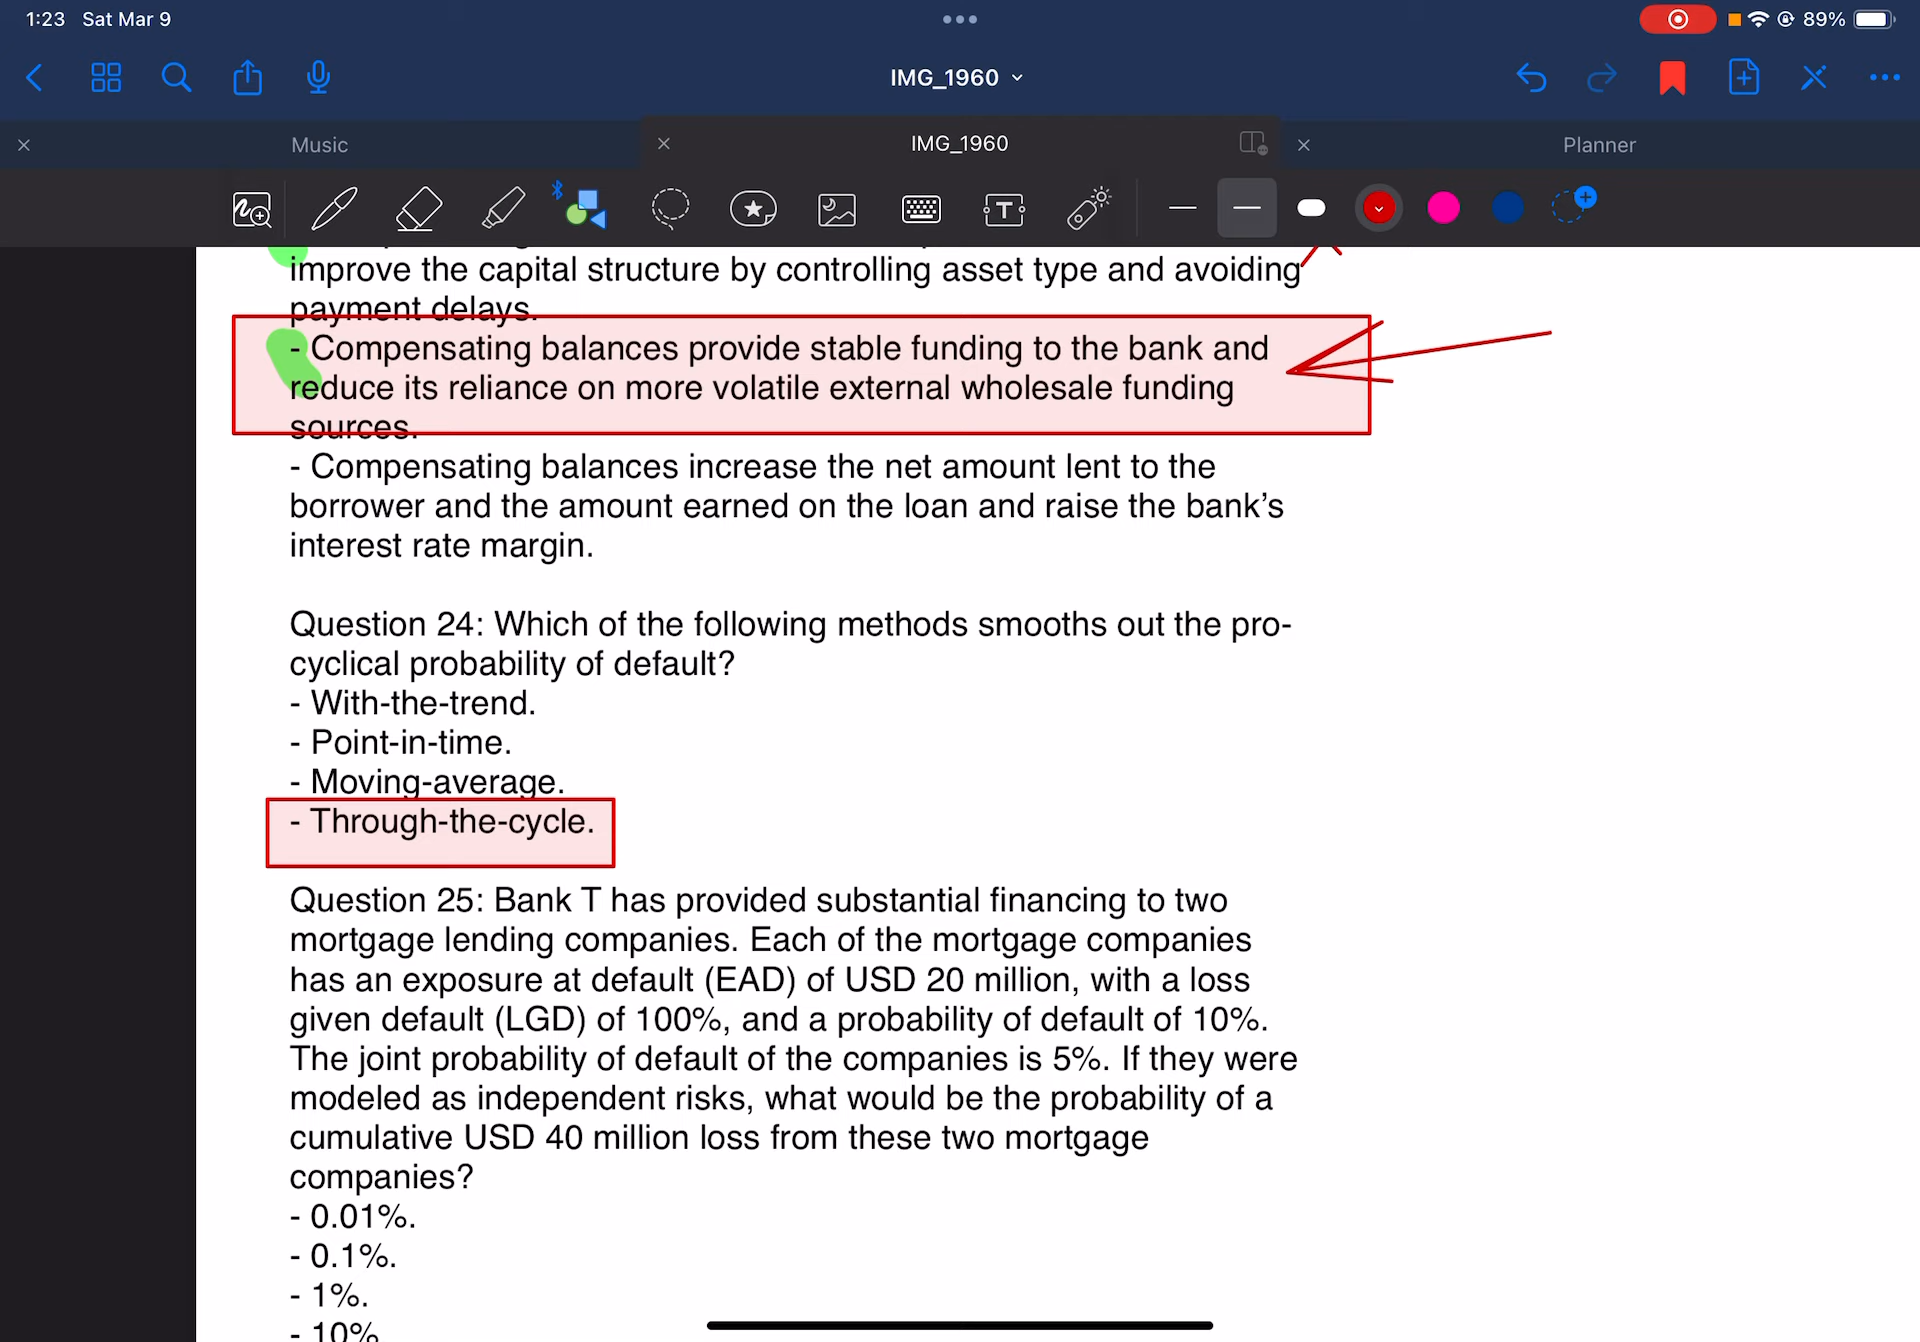 1:23 Sat Mar 9
89%
IMG_1960
Music
IMG_1960
Planner
improve the capital structure by controlling asset type and avoiding
payment delays.
- Compensating balances provide stable funding to the bank and
reduce its reliance on more volatile external wholesale funding
sources.
- Compensating balances increase the net amount lent to the
borrower and the amount earned on the loan and raise the bank’s
interest rate margin.
Question 24: Which of the following methods smooths out the pro-
cyclical probability of default?
- With-the-trend.
- Point-in-time.
- Moving-average.
- Through-the-cycle.
Question 25: Bank T has provided substantial financing to two
mortgage lending companies. Each of the mortgage companies
has an exposure at default (EAD) of USD 20 million, with a loss
given default (LGD) of 100%, and a probability of default of 10%.
The joint probability of default of the companies is 5%. If they were
modeled as independent risks, what would be the probability of a
cumulative USD 40 million loss from these two mortgage
companies?
- 0.01%.
- 0.1%.
- 1%.
- 10%